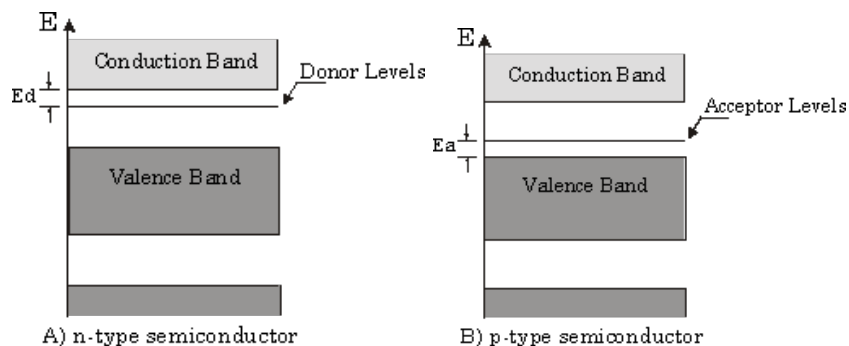 E
Conduction Band
Donor Levels
Ed
Valence Band
A) n-type semiconductor
E
Conduction Band
Acceptor Levels
Ea
Valence Band
B) p-type semiconductor